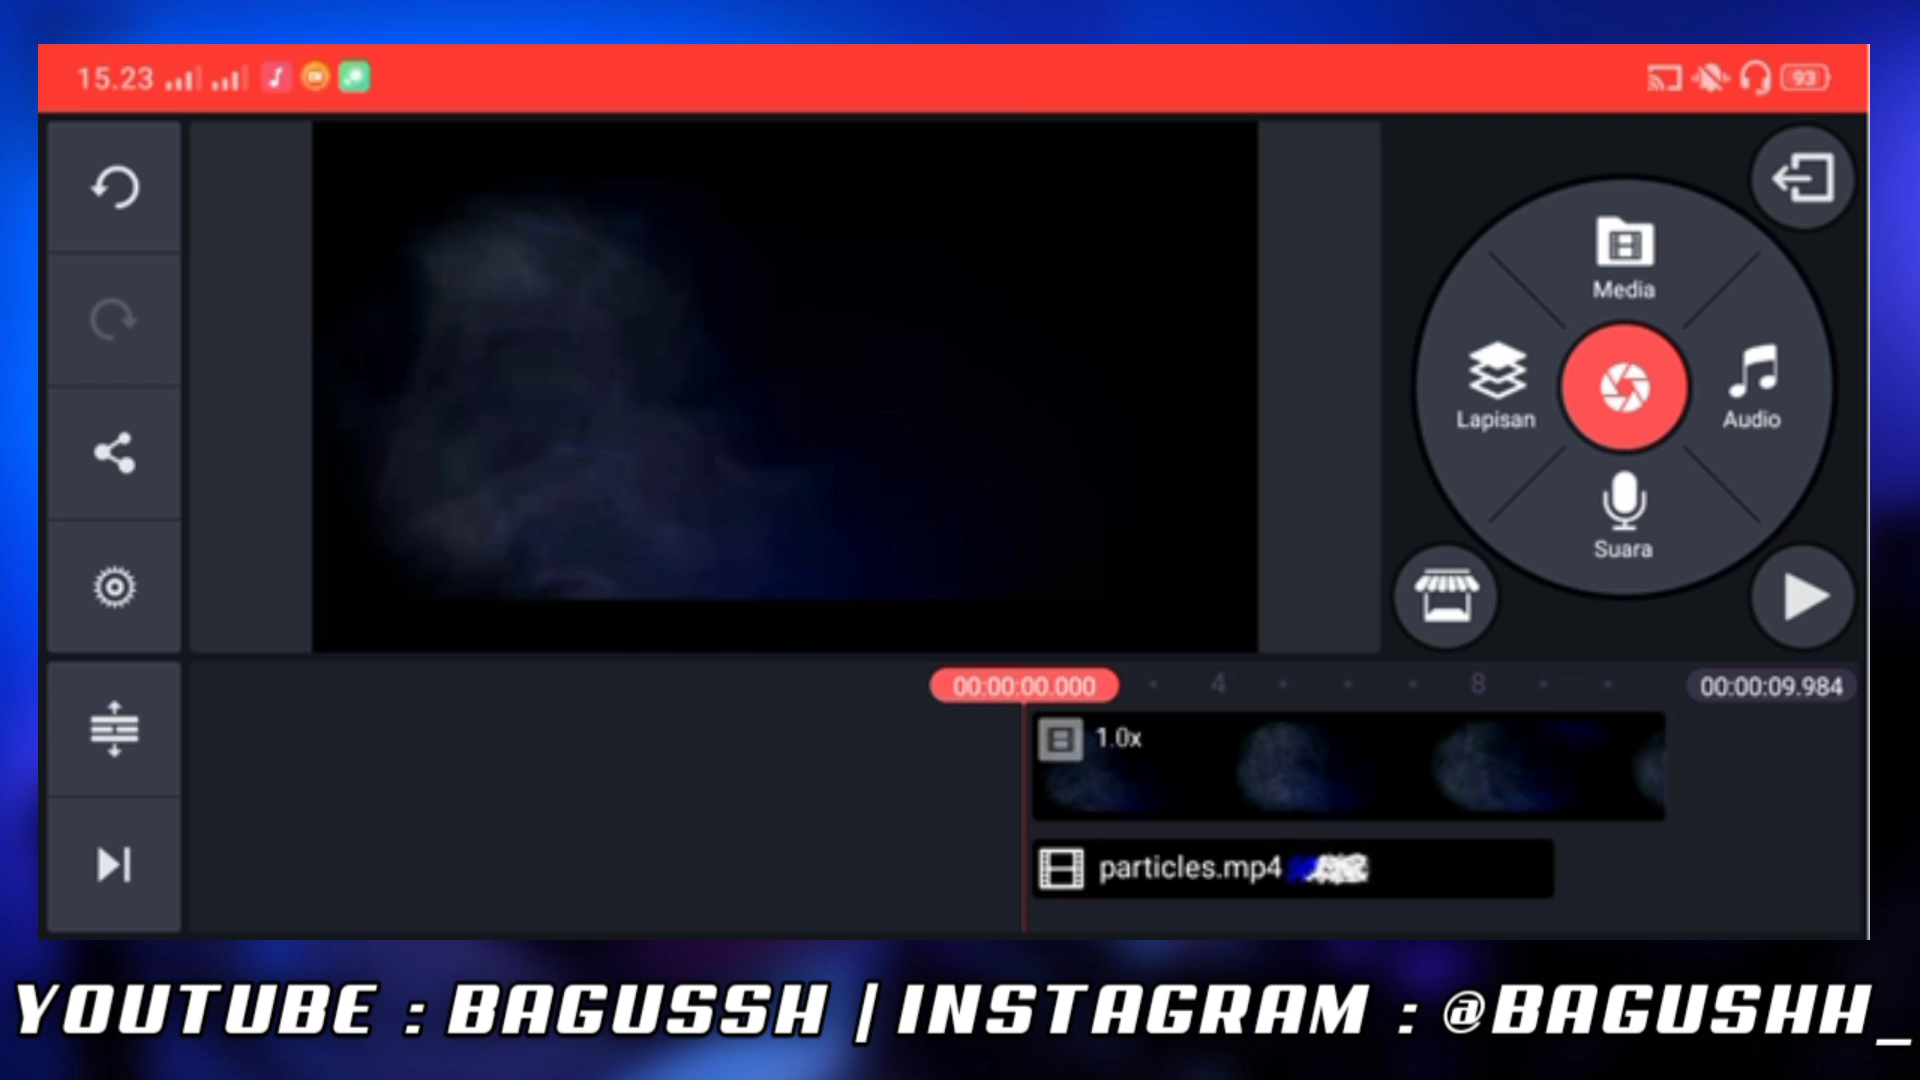 15.23
93
Media
Lapisan
Audio
Suara
00:00:00.000
4
8
00:00:09.984
1.0x
particles.mp4
YOUTUBE : BAGUSSH | INSTAGRAM : @BAGUSHH_